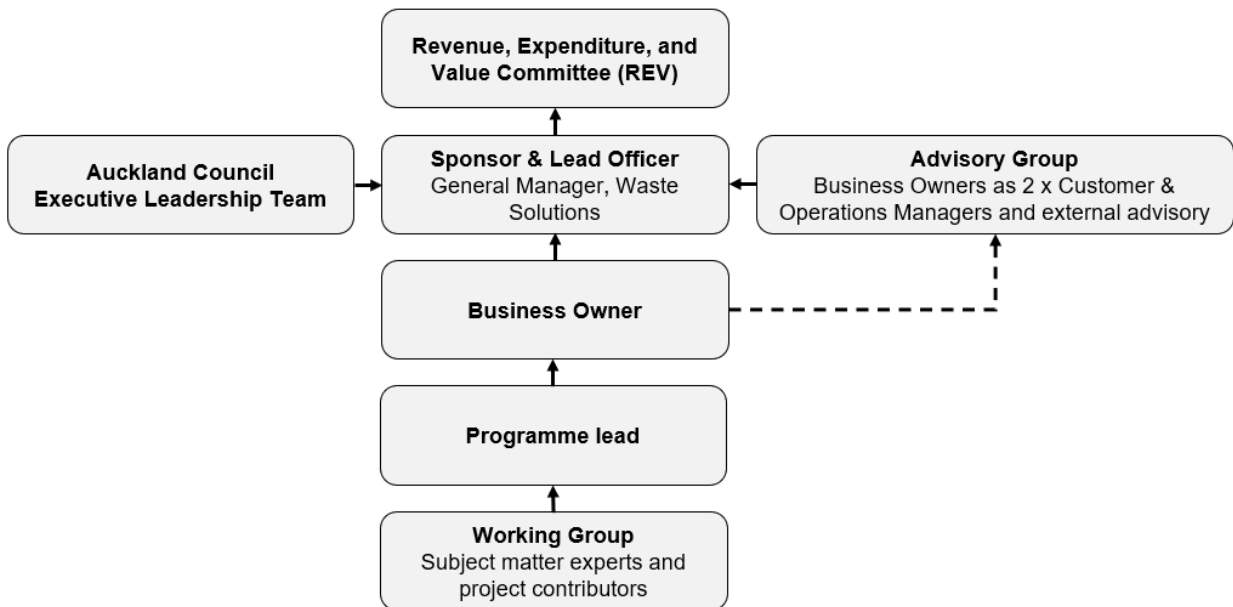 Revenue, Expenditure, and
Value Committee (REV)
Auckland Council
Executive Leadership Team
Sponsor & Lead Officer
General Manager, Waste
Solutions
Advisory Group
Business Owners as 2 x Customer &
Operations Managers and external advisory
Business Owner
Programme lead
Working Group
Subject matter experts and
project contributors